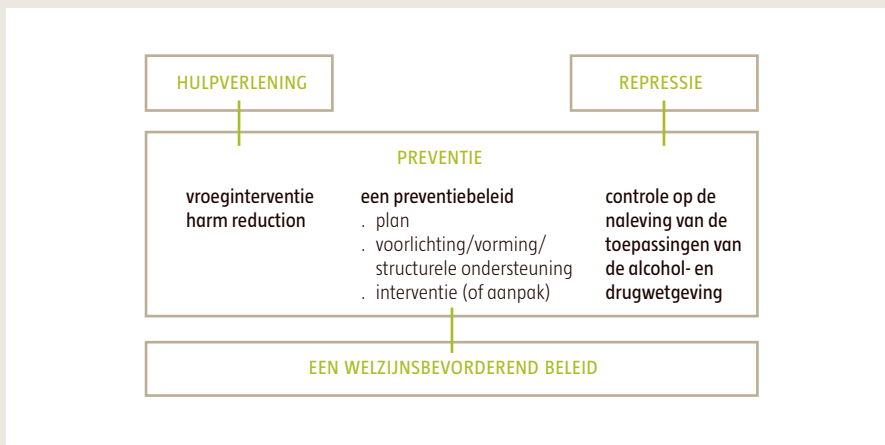 HULPVERLENING
REPRESSIE
PREVENTIE
vroeginterventie
harm reduction
een preventiebeleid
. plan
. voorlichting/vorming/
structurele ondersteuning
. interventie (of aanpak)
controle op de
naleving van de
toepassingen van
de alcohol- en
drugwetgeving
EEN WELZIJNSBEVORDEREND BELEID